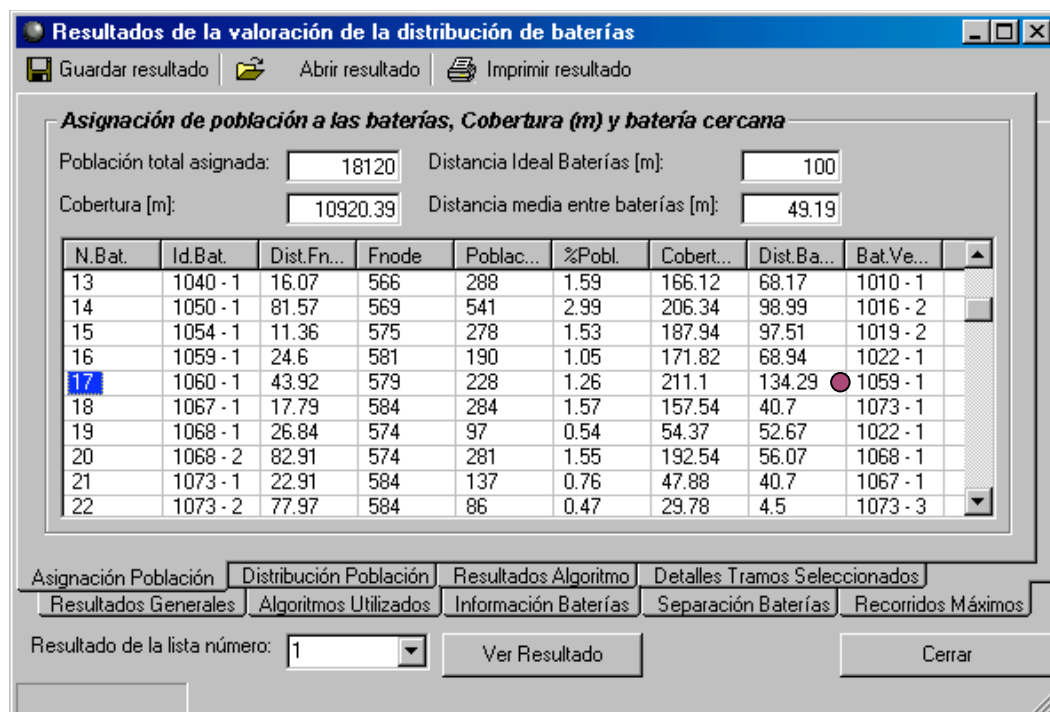 Resultados de la valoración de la distribución de baterías
Guardar resultado Abrir resultado Imprimir resultado
Asignación de población a las baterías, Cobertura (m) y batería cercana
Población total asignada: 18120 Distancia Ideal Baterías [m]: 100
Cobertura [m]: 10920.39 Distancia media entre baterías [m]: 49.19
N.Bat. Id.Bat. Dist.Fn... Fnode Poblac... %Pobl. Cobert... Dist.Ba... Bat.Ve...
13 1040 - 1 16.07 566 288 1.59 166.12 68.17 1010 - 1
14 1050 - 1 81.57 569 541 2.99 206.34 98.99 1016 - 2
15 1054 - 1 11.36 575 278 1.53 187.94 97.51 1019 - 2
16 1059 - 1 24.6 581 190 1.05 171.82 68.94 1022 - 1
17 1060 - 1 43.92 579 228 1.26 211.1 134.29 1059 - 1
18 1067 - 1 17.79 584 284 1.57 157.54 40.7 1073 - 1
19 1068 - 1 26.84 574 97 0.54 54.37 52.67 1022 - 1
20 1068 - 2 82.91 574 281 1.55 192.54 56.07 1068 - 1
21 1073 - 1 22.91 584 137 0.76 47.88 40.7 1067 - 1
22 1073 - 2 77.97 584 86 0.47 29.78 4.5 1073 - 3
Asignación Población Distribución Población Resultados Algoritmo Detalles Tramos Seleccionados
Resultados Generales Algoritmos Utilizados Información Baterías Separación Baterías Recorridos Máximos
Resultado de la lista número: 1 Ver Resultado Cerrar